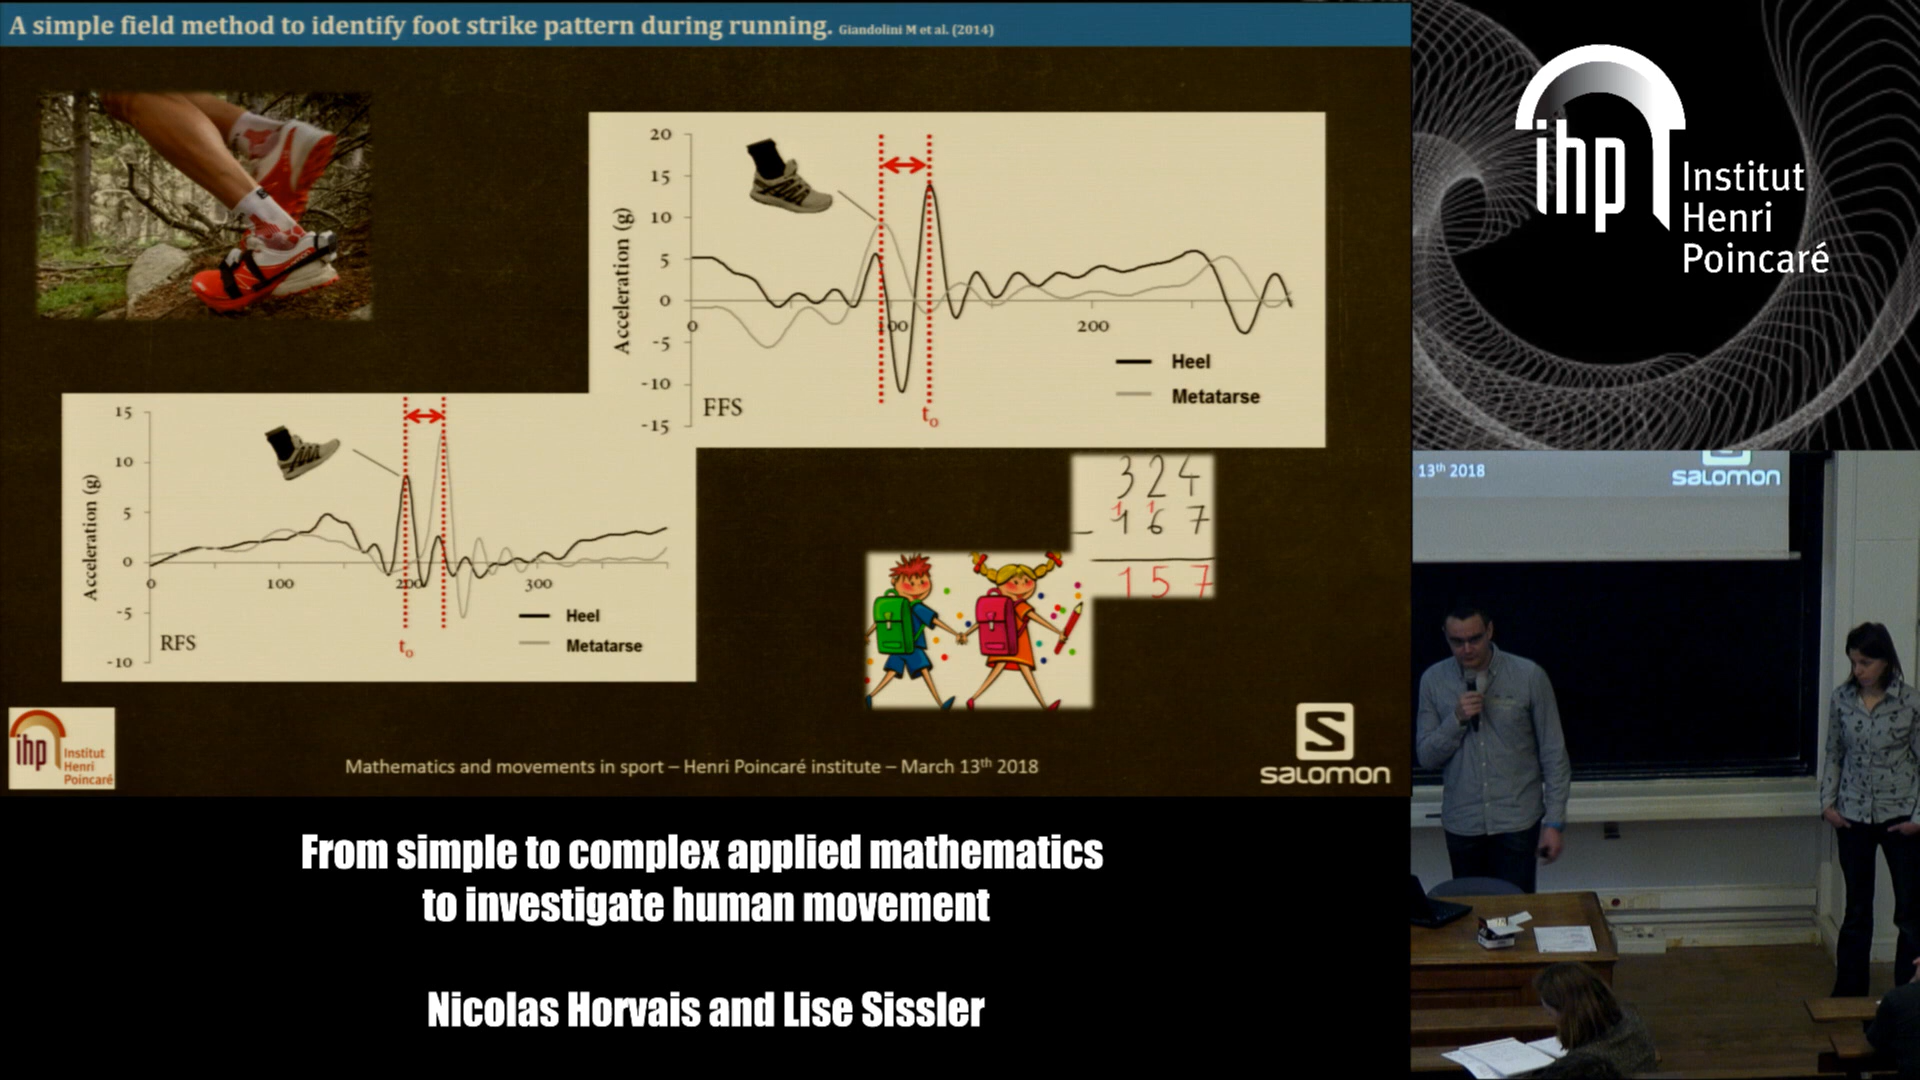 A simple field method to identify foot strike pattern during running. Giandolini M et al. (2014)
20
15
10
5
0
-5
-10
-15
Acceleration (g)
0
100
200
Heel
Metatarse
FFS
t₀
15
10
5
0
-5
-10
Acceleration (g)
0
100
200
300
Heel
Metatarse
RFS
t₀
324
1 1
- 167
157
ihp Institut
Henri
Poincaré
Mathematics and movements in sport – Henri Poincaré institute – March 13th 2018
S
SALOMON
From simple to complex applied mathematics
to investigate human movement
Nicolas Horvais and Lise Sissler
ihp
Institut
Henri
Poincaré
13th 2018
SALOMON